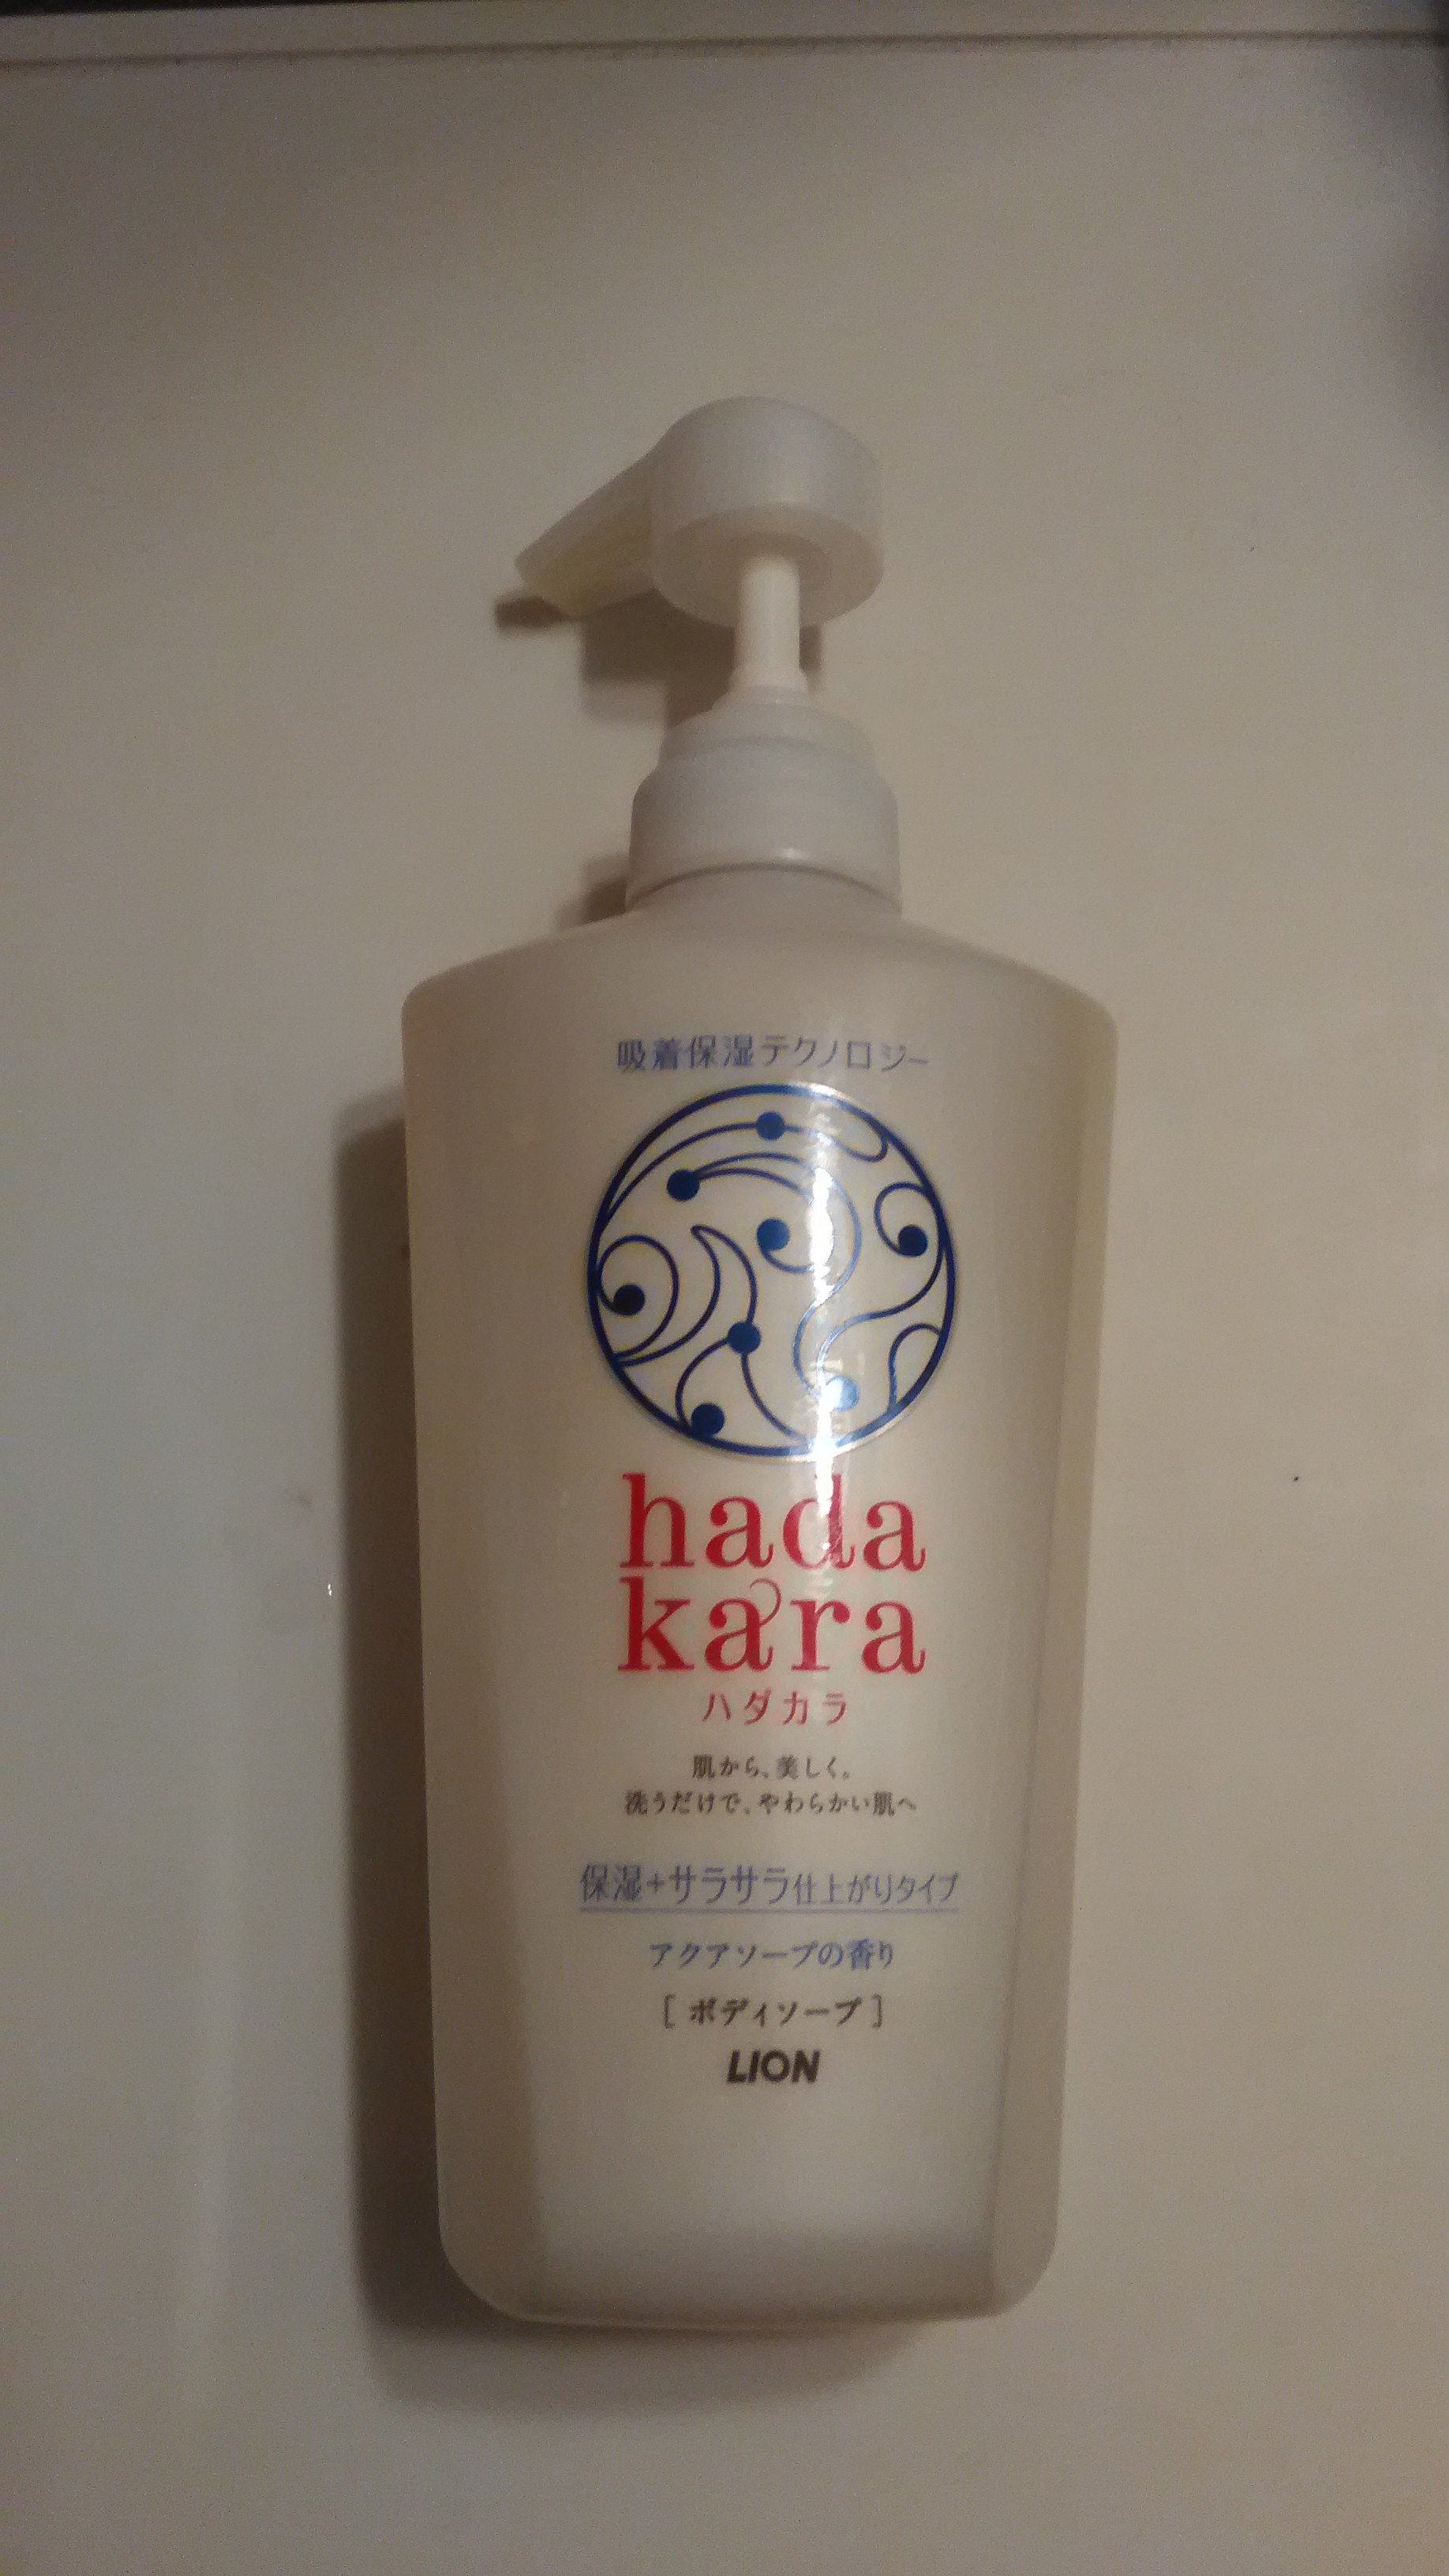 吸着保湿テクノロジー
hada
kara
ハダカラ
肌から、美しく。
洗うだけで、やわらかい肌へ
保湿+サラサラ仕上がりタイプ
アクアソープの香り
[ ボディソープ ]
LION